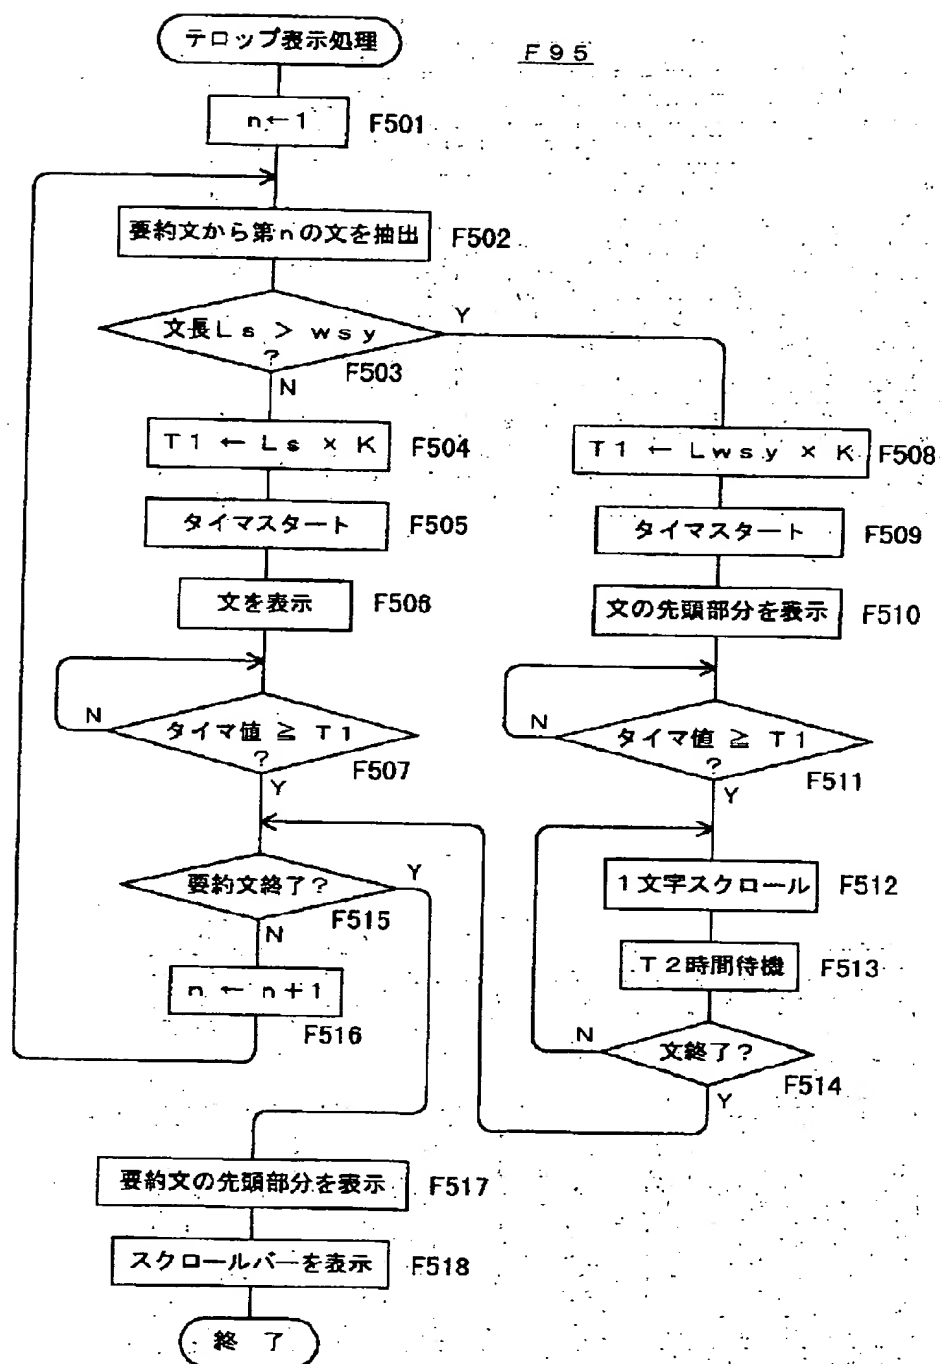 テロップ表示処理
F95
n←1
F501
要約文から第nの文を抽出
F502
文長Ls > wsy
?
Y
F503
N
T1 ← Ls × K
F504
T1 ← Lwsy × K
F508
タイマスタート
F505
タイマスタート
F509
文を表示
F506
文の先頭部分を表示
F510
N
タイマ値 ≧ T1
?
F507
Y
N
タイマ値 ≧ T1
?
F511
Y
要約文終了?
Y
F515
N
1文字スクロール
F512
T2時間待機
F513
n ← n+1
F516
N
文終了?
F514
Y
要約文の先頭部分を表示
F517
スクロールバーを表示
F518
終 了